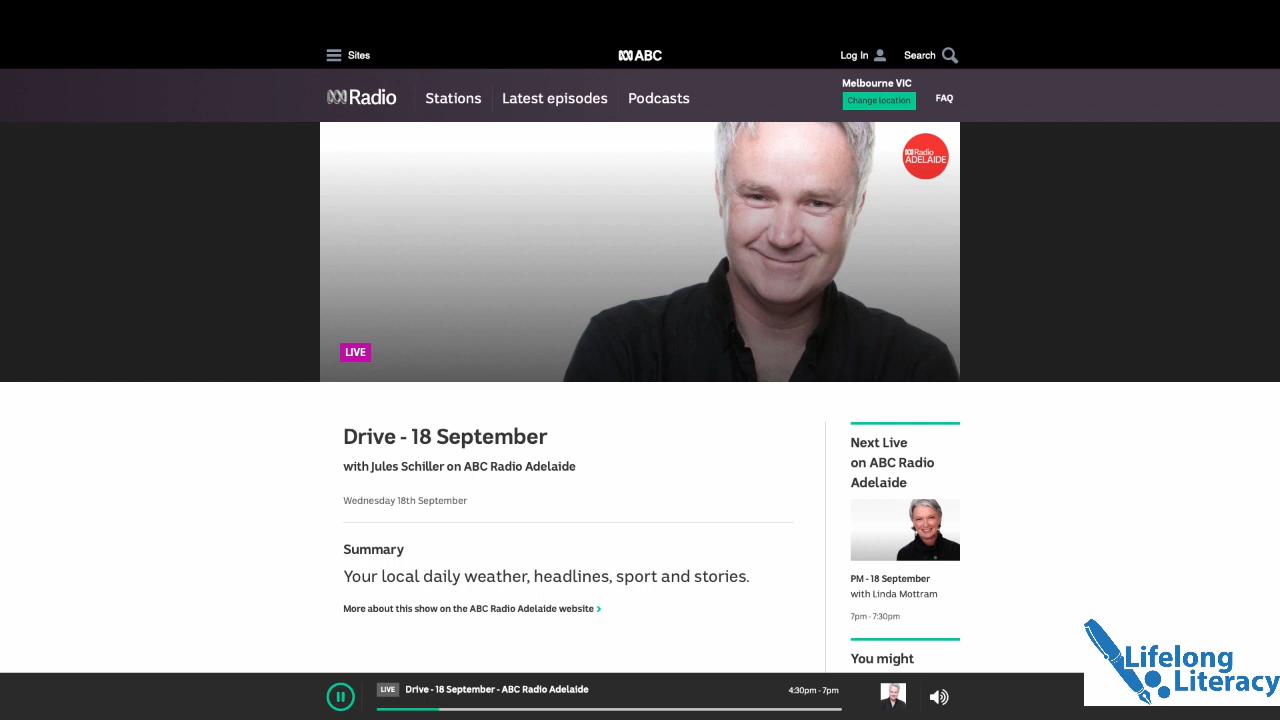 Sites
ABC
Log In
Search
Radio
Stations
Latest episodes
Podcasts
Melbourne VIC
Change location
FAQ
Radio
ADELAIDE
LIVE
Drive - 18 September
with Jules Schiller on ABC Radio Adelaide
Wednesday 18th September
Summary
Your local daily weather, headlines, sport and stories.
More about this show on the ABC Radio Adelaide website
Next Live
on ABC Radio
Adelaide
PM - 18 September
with Linda Mottram
7pm - 7:30pm
You might
LIVE
Drive - 18 September - ABC Radio Adelaide
4:30pm - 7pm
Lifelong
Literacy